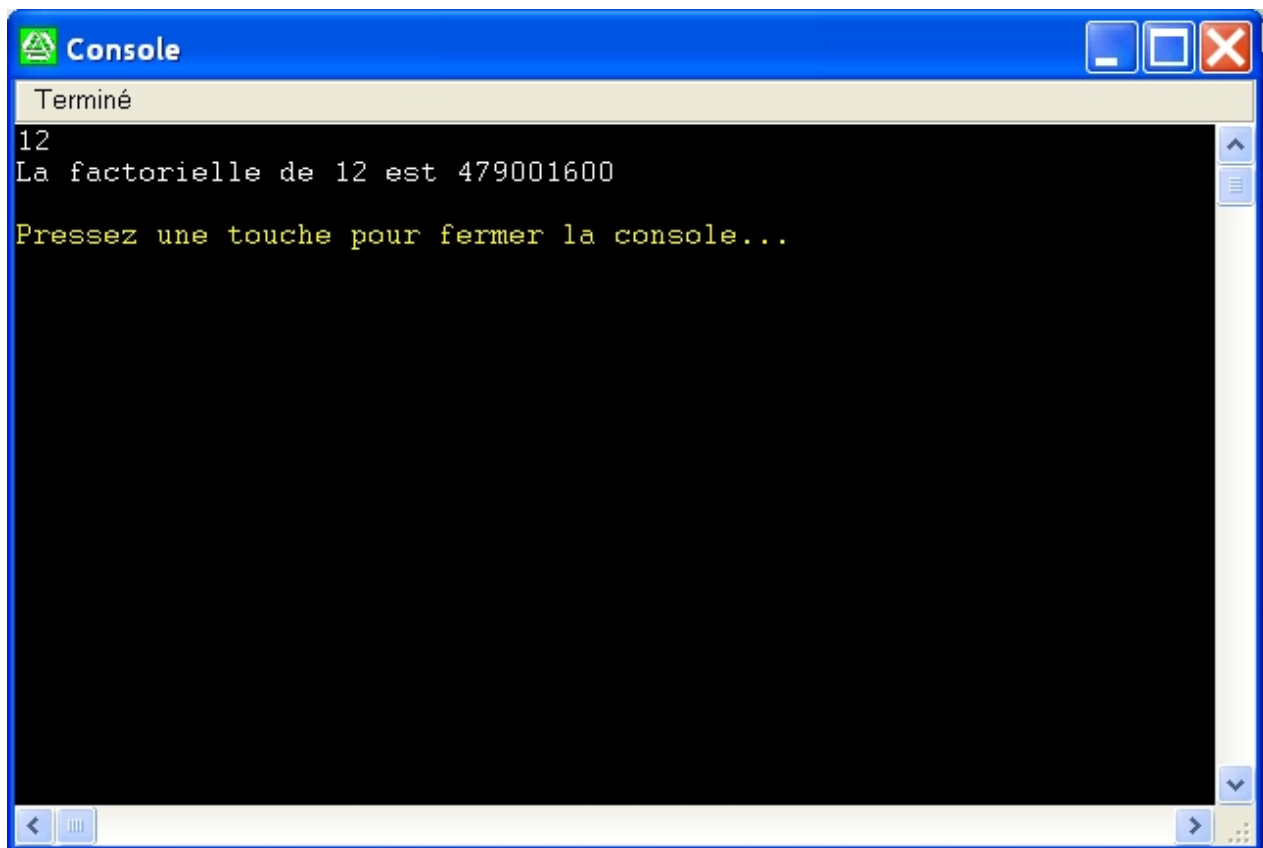 Console
Terminé
12
La factorielle de 12 est 479001600
Pressez une touche pour fermer la console...